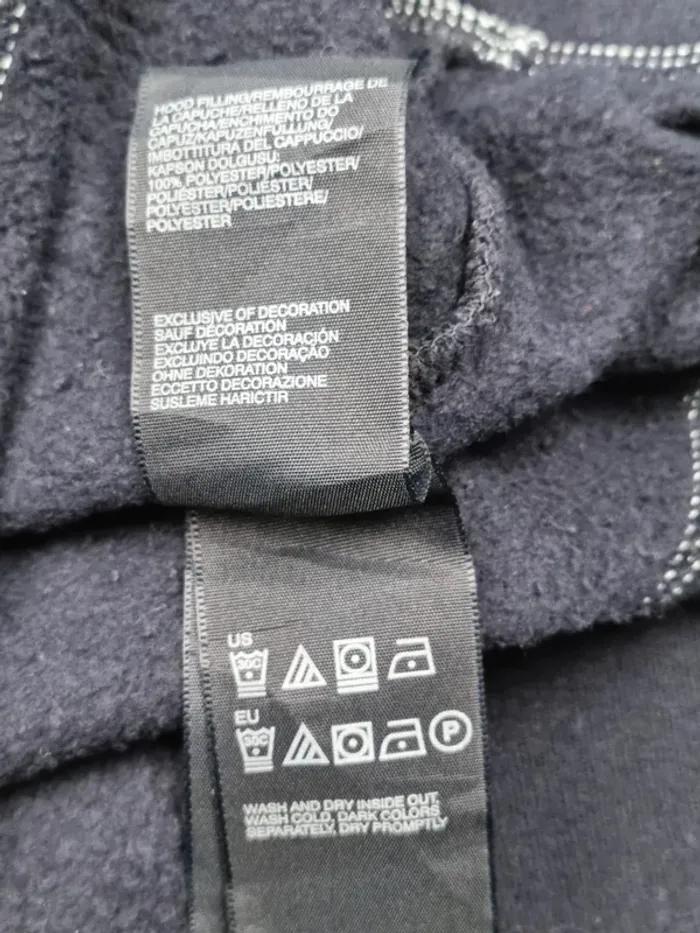 HOOD FILLING/REMBOURRAGE DE
LA CAPUCHE/RELLENO DE LA
CAPUCHA/ENCHIMENTO DO
CAPUZ/KAPUZENFÜLLUNG/
IMBOTTITURA DEL CAPPUCCIO/
KAPSON DOLGUSU:
100% POLYESTER/POLYESTER/
POLIÉSTER/POLIÉSTER/
POLYESTER/POLIESTERE/
POLYESTER
EXCLUSIVE OF DECORATION
SAUF DÉCORATION
EXCLUYE LA DECORACIÓN
EXCLUINDO DECORAÇÃO
OHNE DEKORATION
ECCETTO DECORAZIONE
SUSLEME HARICTIR
US
30C
EU
30C P
WASH AND DRY INSIDE OUT,
WASH COLD, DARK COLORS
SEPARATELY, DRY PROMPTLY